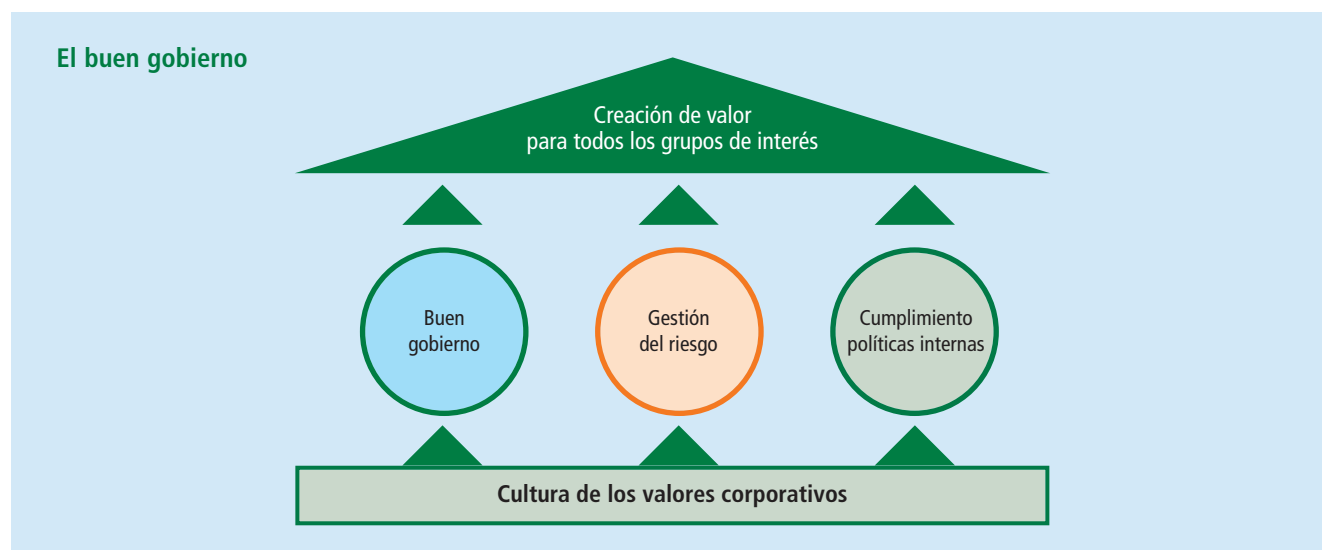 El buen gobierno
Creación de valor
para todos los grupos de interés
Buen
gobierno
Gestión
del riesgo
Cumplimiento
políticas internas
Cultura de los valores corporativos